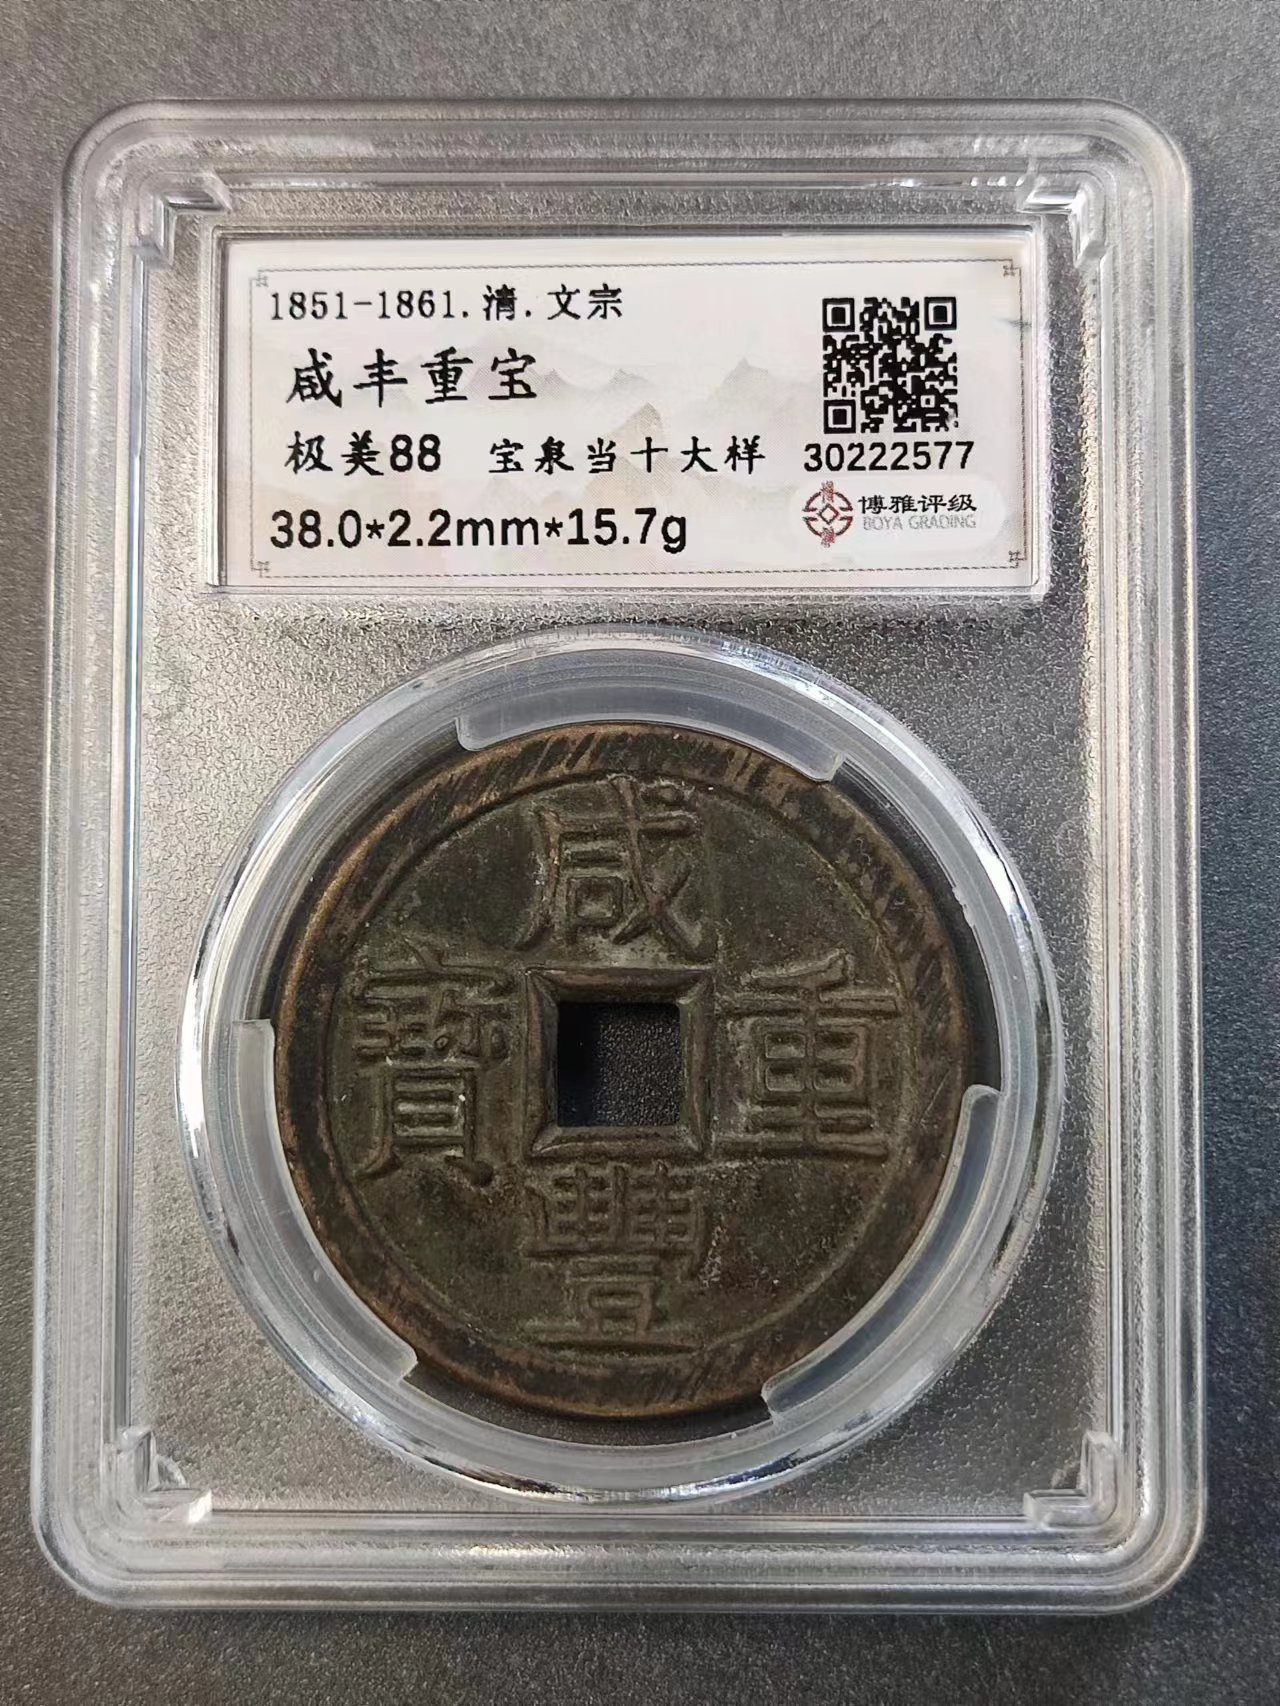 1851-1861.清.文宗
咸丰重宝
极美88 宝泉当十大样
30222577
38.0*2.2mm*15.7g
博雅评级
BOYA GRADING
咸
寶 重
豐